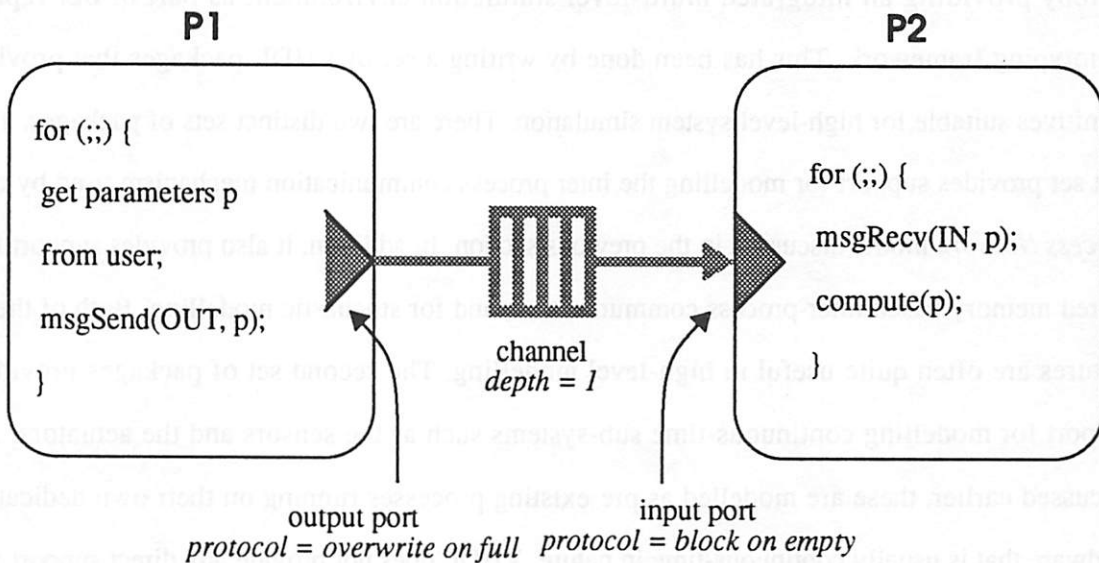 P1
P2
for (;;) {
get parameters p
from user;
msgSend(OUT, p);
}
for (;;) {
msgRecv(IN, p);
compute(p);
}
channel
depth = 1
output port
protocol = overwrite on full
input port
protocol = block on empty